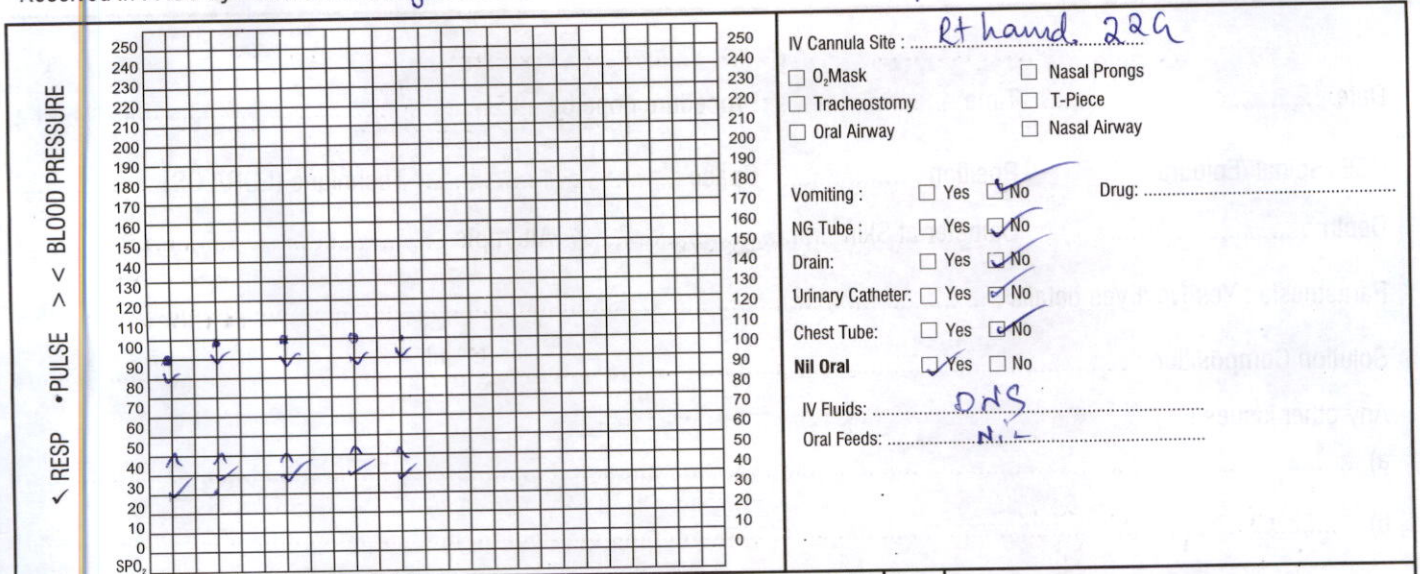 Received in
250 250
240 240
230 230
220 220
210 210
200 200
190 190
180 180
170 170
160 160
150 150
140 140
130 130
120 120
110 110
100 100
90 90
80 80
70 70
60 60
50 50
40 40
30 30
20 20
10 10
0 0
SPO₂
✓ RESP •PULSE > < BLOOD PRESSURE
IV Cannula Site : Rt hand. 22G
O₂Mask Nasal Prongs
Tracheostomy T-Piece
Oral Airway Nasal Airway
Vomiting : Yes No Drug:
NG Tube : Yes No
Drain: Yes No
Urinary Catheter: Yes No
Chest Tube: Yes No
Nil Oral Yes No
IV Fluids: DNS
Oral Feeds: NIL